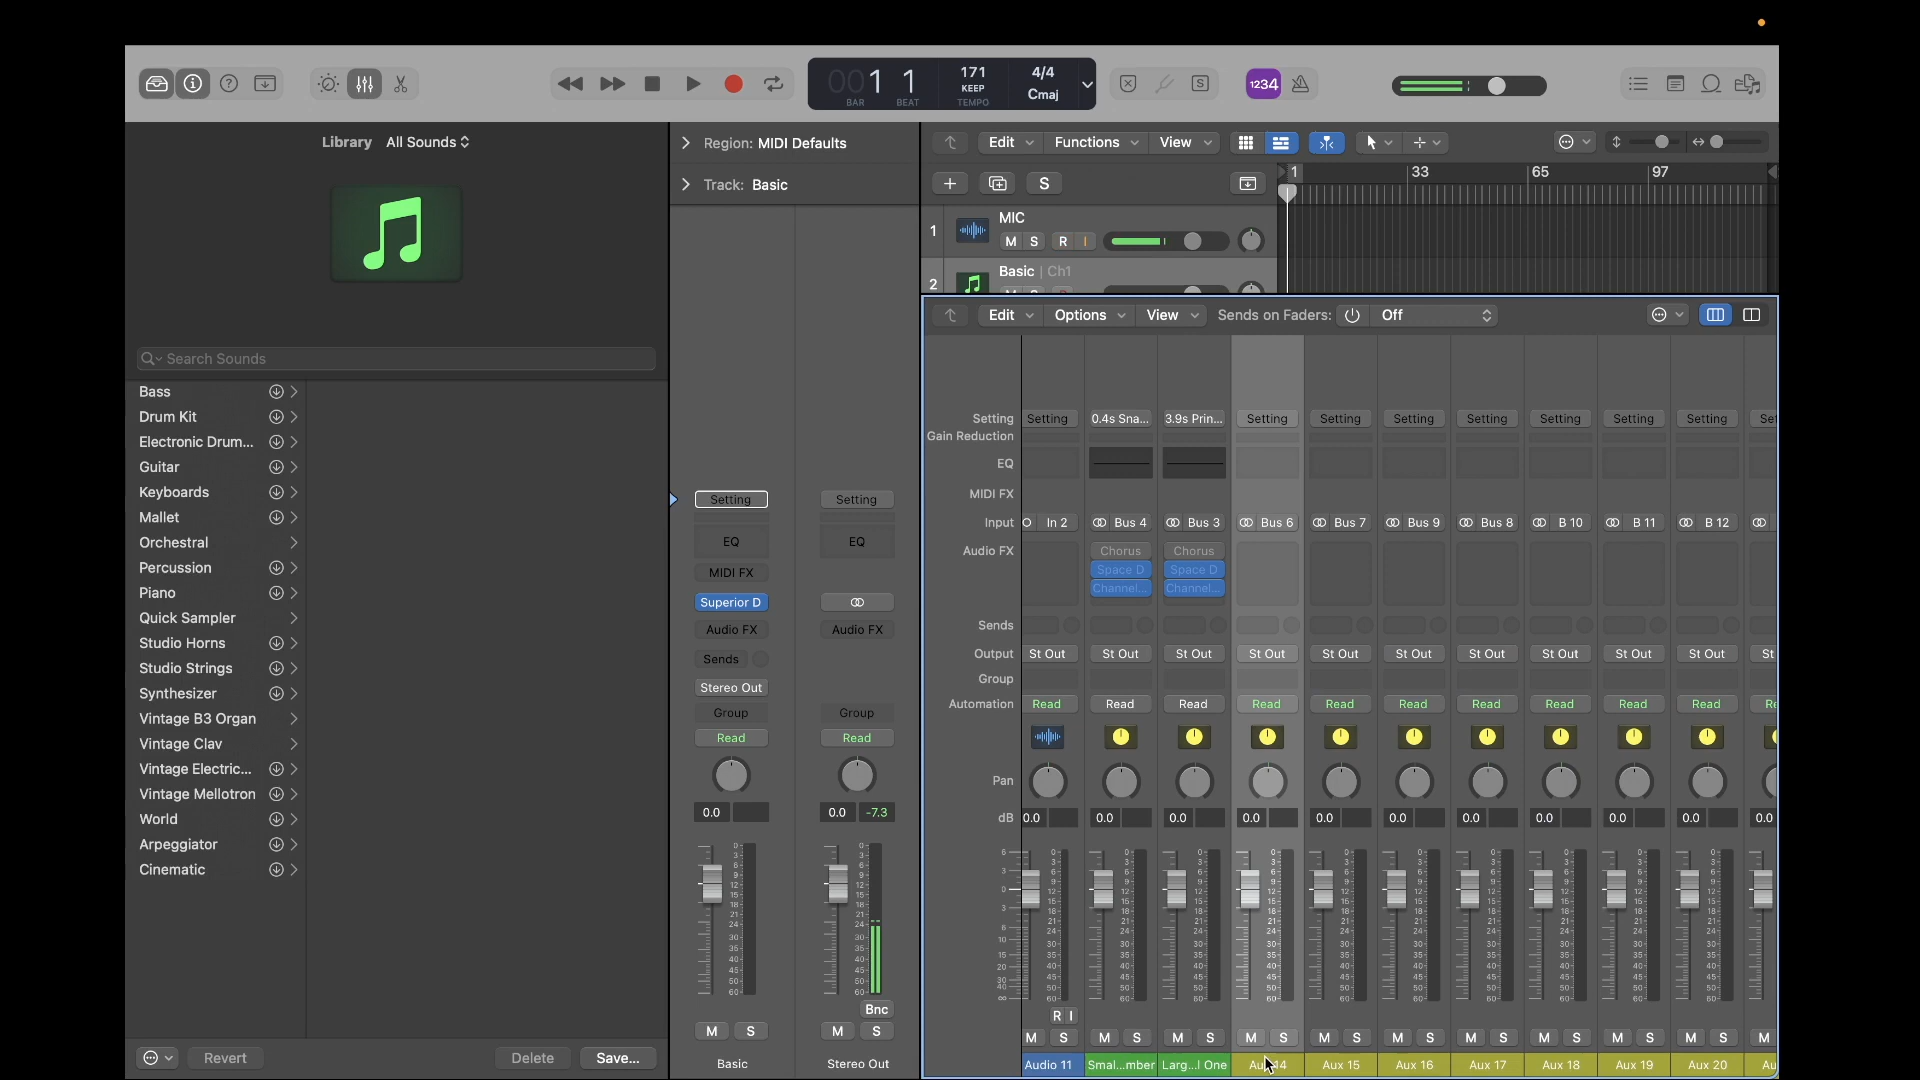 001 1
BAR BEAT
171
KEEP
TEMPO
4/4
Cmaj
1234
Library All Sounds
Search Sounds
Bass
Drum Kit
Electronic Drum...
Guitar
Keyboards
Mallet
Orchestral
Percussion
Piano
Quick Sampler
Studio Horns
Studio Strings
Synthesizer
Vintage B3 Organ
Vintage Clav
Vintage Electric...
Vintage Mellotron
World
Arpeggiator
Cinematic
Revert Delete Save...
Region: MIDI Defaults
Track: Basic
Setting Setting
EQ EQ
MIDI FX
Superior D
Audio FX Audio FX
Sends
Stereo Out
Group Group
Read Read
0.0 0.0 -7.3
Bnc
M S M S
Basic Stereo Out
Edit Functions View
S
1 33 65 97
1 MIC
M S R I
2 Basic | Ch1
Edit Options View Sends on Faders: Off
Setting Setting 0.4s Sna... 3.9s Prin... Setting Setting Setting Setting Setting Setting Setting Set
Gain Reduction
EQ
MIDI FX
Input In 2 Bus 4 Bus 3 Bus 6 Bus 7 Bus 9 Bus 8 B 10 B 11 B 12
Audio FX Chorus Chorus
Space D Space D
Channel... Channel...
Sends
Output St Out St Out St Out St Out St Out St Out St Out St Out St Out St Out St
Group
Automation Read Read Read Read Read Read Read Read Read Read Re
Pan
dB 0.0 0.0 0.0 0.0 0.0 0.0 0.0 0.0 0.0 0.0 0.0
R I
M S M S M S M S M S M S M S M S M S M S M
Audio 11 Smal...mber Larg...l One Aux 14 Aux 15 Aux 16 Aux 17 Aux 18 Aux 19 Aux 20 Au